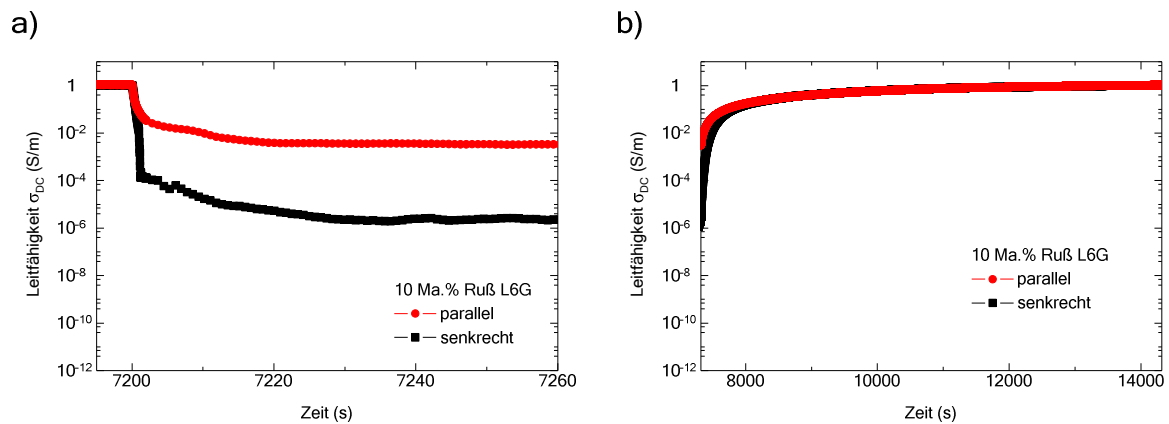 a)
Leitfähigkeit σDC (S/m)
1
10-2
10-4
10-6
10-8
10-10
10-12
7200
7220
7240
7260
Zeit (s)
10 Ma.% Ruß L6G
parallel
senkrecht
b)
Leitfähigkeit σDC (S/m)
1
10-2
10-4
10-6
10-8
10-10
10-12
8000
10000
12000
14000
Zeit (s)
10 Ma.% Ruß L6G
parallel
senkrecht